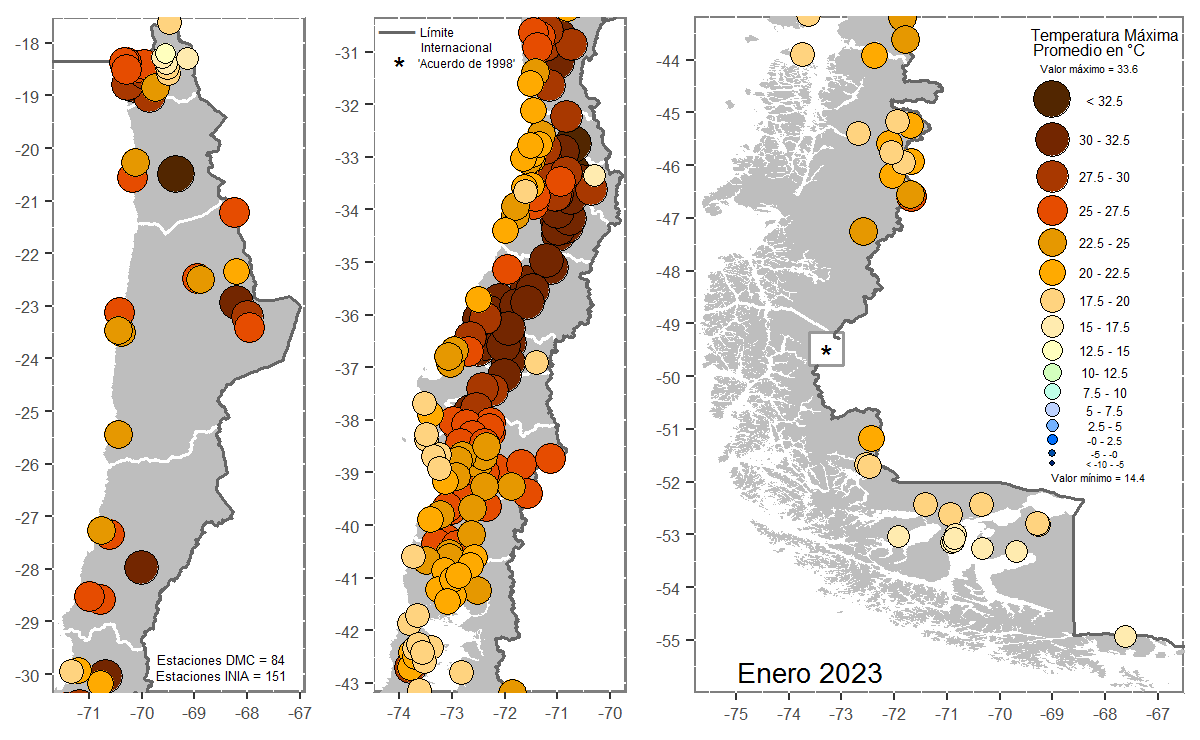 -18
-19
-20
-21
-22
-23
-24
-25
-26
-27
-28
-29
-30
-71
-70
-69
-68
-67
Estaciones DMC = 84
Estaciones INIA = 151
-31
-32
-33
-34
-35
-36
-37
-38
-39
-40
-41
-42
-43
-74
-73
-72
-71
-70
Límite
Internacional
* 'Acuerdo de 1998'
-44
-45
-46
-47
-48
-49
-50
-51
-52
-53
-54
-55
-75
-74
-73
-72
-71
-70
-69
-68
-67
*
Enero 2023
Temperatura Máxima
Promedio en °C
Valor máximo = 33.6
< 32.5
30 - 32.5
27.5 - 30
25 - 27.5
22.5 - 25
20 - 22.5
17.5 - 20
15 - 17.5
12.5 - 15
10- 12.5
7.5 - 10
5 - 7.5
2.5 - 5
-0 - 2.5
-5 - -0
< -10 - -5
Valor mínimo = 14.4